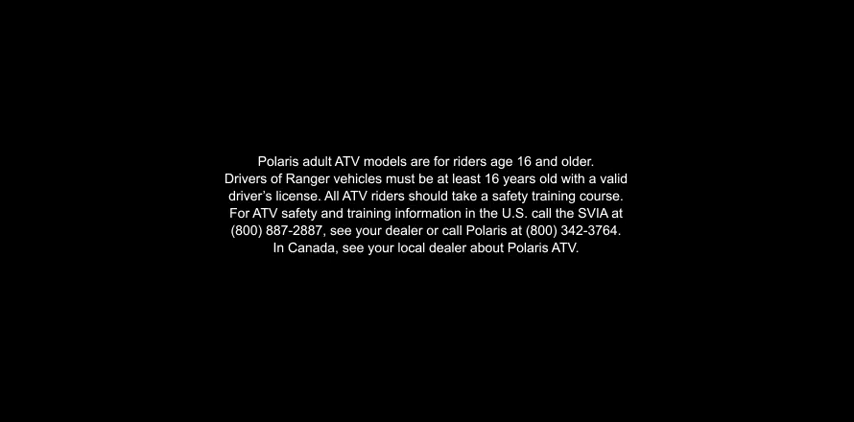 Polaris adult ATV models are for riders age 16 and older.
Drivers of Ranger vehicles must be at least 16 years old with a valid
driver's license. All ATV riders should take a safety training course.
For ATV safety and training information in the U.S. call the SVIA at
(800) 887-2887, see your dealer or call Polaris at (800) 342-3764.
In Canada, see your local dealer about Polaris ATV.